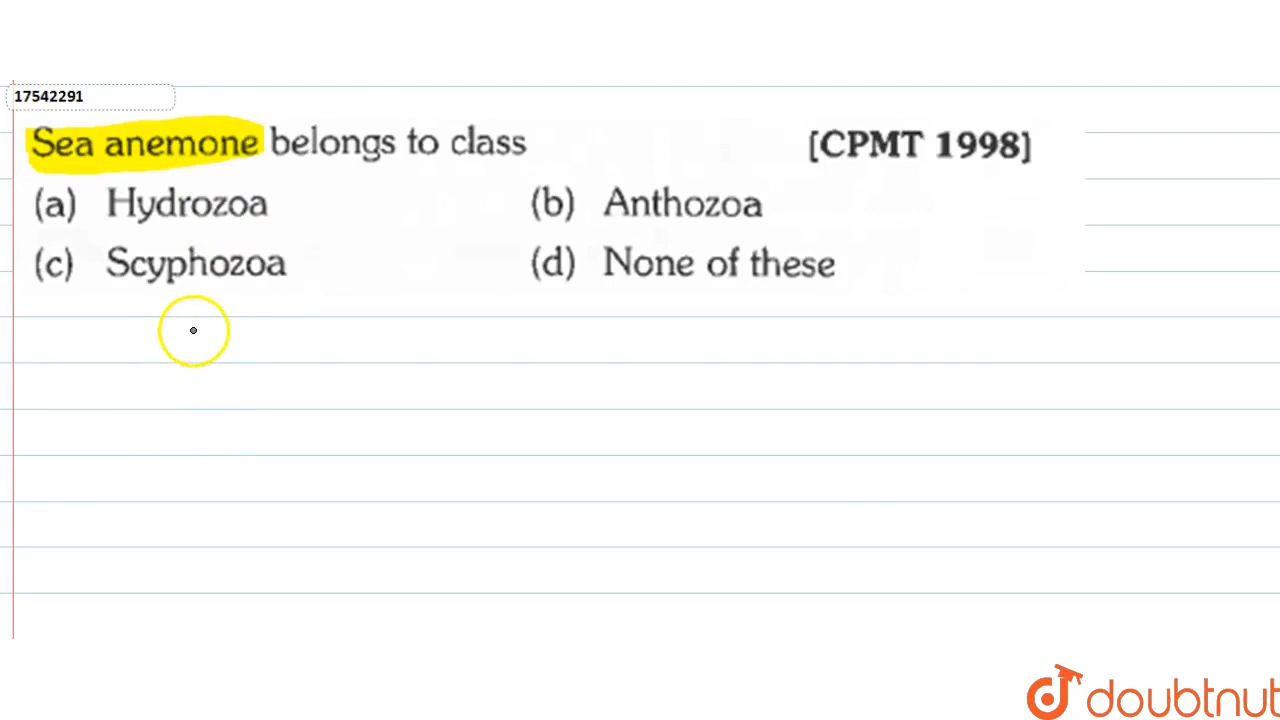 17542291
Sea anemone belongs to class [CPMT 1998]
(a) Hydrozoa (b) Anthozoa
(c) Scyphozoa (d) None of these
doubtnut